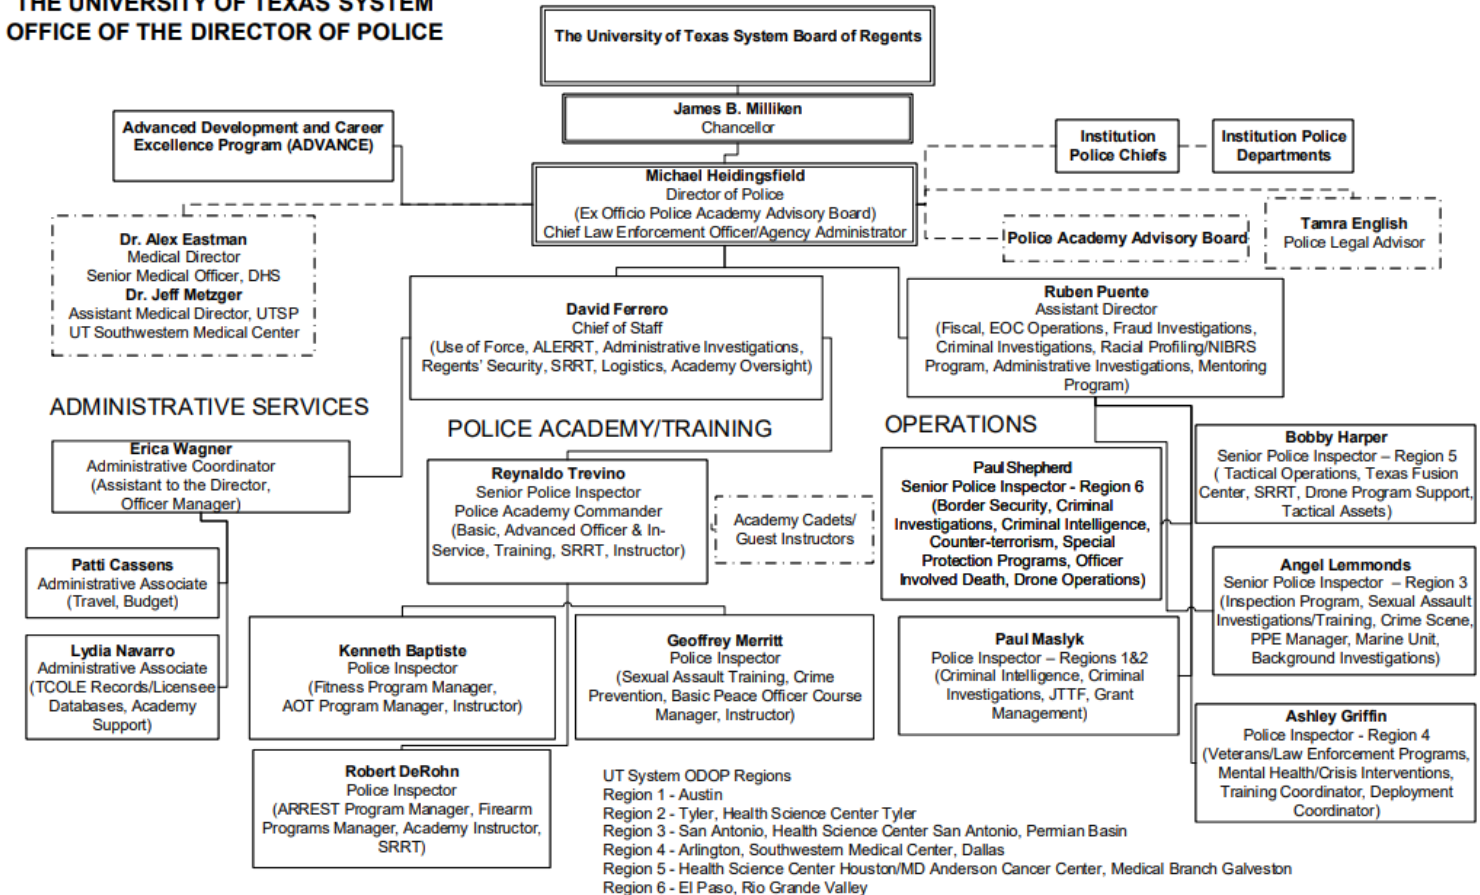 THE UNIVERSITY OF TEXAS SYSTEM
OFFICE OF THE DIRECTOR OF POLICE
The University of Texas System Board of Regents
James B. Milliken
Chancellor
Advanced Development and Career
Excellence Program (ADVANCE)
Institution
Police Chiefs
Institution Police
Departments
Michael Heidingsfield
Director of Police
(Ex Officio Police Academy Advisory Board)
Chief Law Enforcement Officer/Agency Administrator
Police Academy Advisory Board
Tamra English
Police Legal Advisor
Dr. Alex Eastman
Medical Director
Senior Medical Officer, DHS
Dr. Jeff Metzger
Assistant Medical Director, UTSP
UT Southwestern Medical Center
David Ferrero
Chief of Staff
(Use of Force, ALERRT, Administrative Investigations,
Regents' Security, SRRT, Logistics, Academy Oversight)
Ruben Puente
Assistant Director
(Fiscal, EOC Operations, Fraud Investigations,
Criminal Investigations, Racial Profiling/NIBRS
Program, Administrative Investigations, Mentoring
Program)
ADMINISTRATIVE SERVICES
Erica Wagner
Administrative Coordinator
(Assistant to the Director,
Officer Manager)
Patti Cassens
Administrative Associate
(Travel, Budget)
Lydia Navarro
Administrative Associate
(TCOLE Records/Licensee
Databases, Academy
Support)
POLICE ACADEMY/TRAINING
Reynaldo Trevino
Senior Police Inspector
Police Academy Commander
(Basic, Advanced Officer & In-
Service, Training, SRRT, Instructor)
Academy Cadets/
Guest Instructors
Kenneth Baptiste
Police Inspector
(Fitness Program Manager,
AOT Program Manager, Instructor)
Geoffrey Merritt
Police Inspector
(Sexual Assault Training, Crime
Prevention, Basic Peace Officer Course
Manager, Instructor)
Robert DeRohn
Police Inspector
(ARREST Program Manager, Firearm
Programs Manager, Academy Instructor,
SRRT)
OPERATIONS
Paul Shepherd
Senior Police Inspector - Region 6
(Border Security, Criminal
Investigations, Criminal Intelligence,
Counter-terrorism, Special
Protection Programs, Officer
Involved Death, Drone Operations)
Bobby Harper
Senior Police Inspector – Region 5
( Tactical Operations, Texas Fusion
Center, SRRT, Drone Program Support,
Tactical Assets)
Angel Lemmonds
Senior Police Inspector – Region 3
(Inspection Program, Sexual Assault
Investigations/Training, Crime Scene,
PPE Manager, Marine Unit,
Background Investigations)
Paul Maslyk
Police Inspector – Regions 1&2
(Criminal Intelligence, Criminal
Investigations, JTTF, Grant
Management)
Ashley Griffin
Police Inspector - Region 4
(Veterans/Law Enforcement Programs,
Mental Health/Crisis Interventions,
Training Coordinator, Deployment
Coordinator)
UT System ODOP Regions
Region 1 - Austin
Region 2 - Tyler, Health Science Center Tyler
Region 3 - San Antonio, Health Science Center San Antonio, Permian Basin
Region 4 - Arlington, Southwestern Medical Center, Dallas
Region 5 - Health Science Center Houston/MD Anderson Cancer Center, Medical Branch Galveston
Region 6 - El Paso, Rio Grande Valley